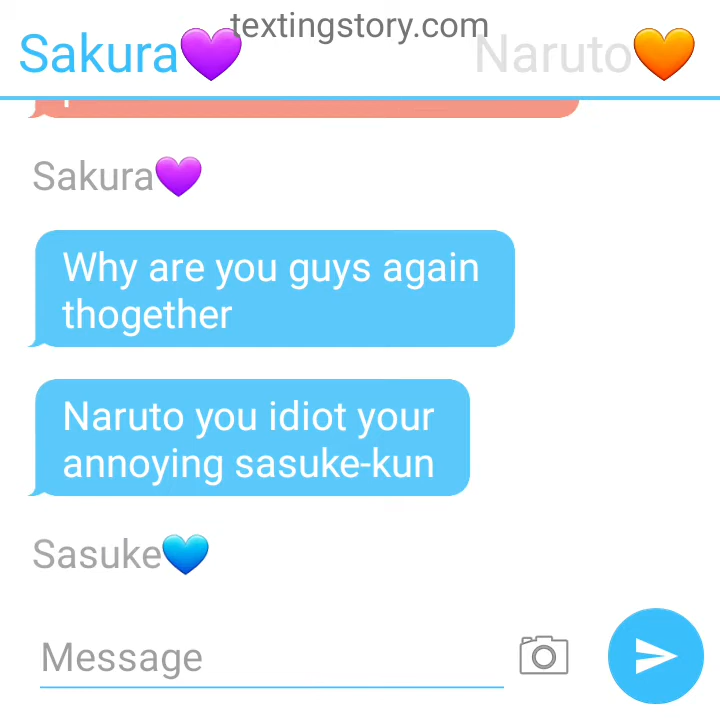 textingstory.com
Sakura💜 Naruto🧡
Sakura💜
Why are you guys again
thogether
Naruto you idiot your
annoying sasuke-kun
Sasuke💙
Message